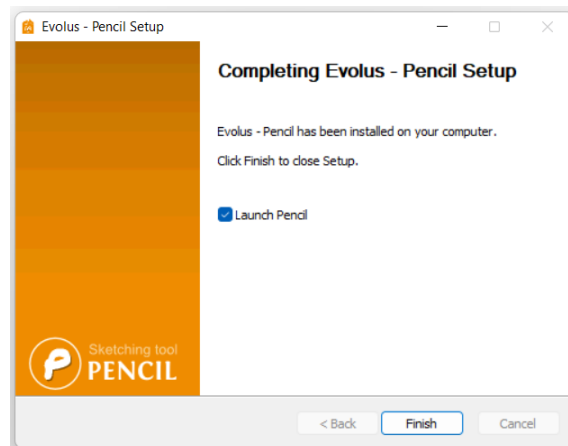 Evolus - Pencil Setup
Completing Evolus - Pencil Setup
Evolus - Pencil has been installed on your computer.
Click Finish to close Setup.
Launch Pencil
Sketching tool
PENCIL
< Back
Finish
Cancel